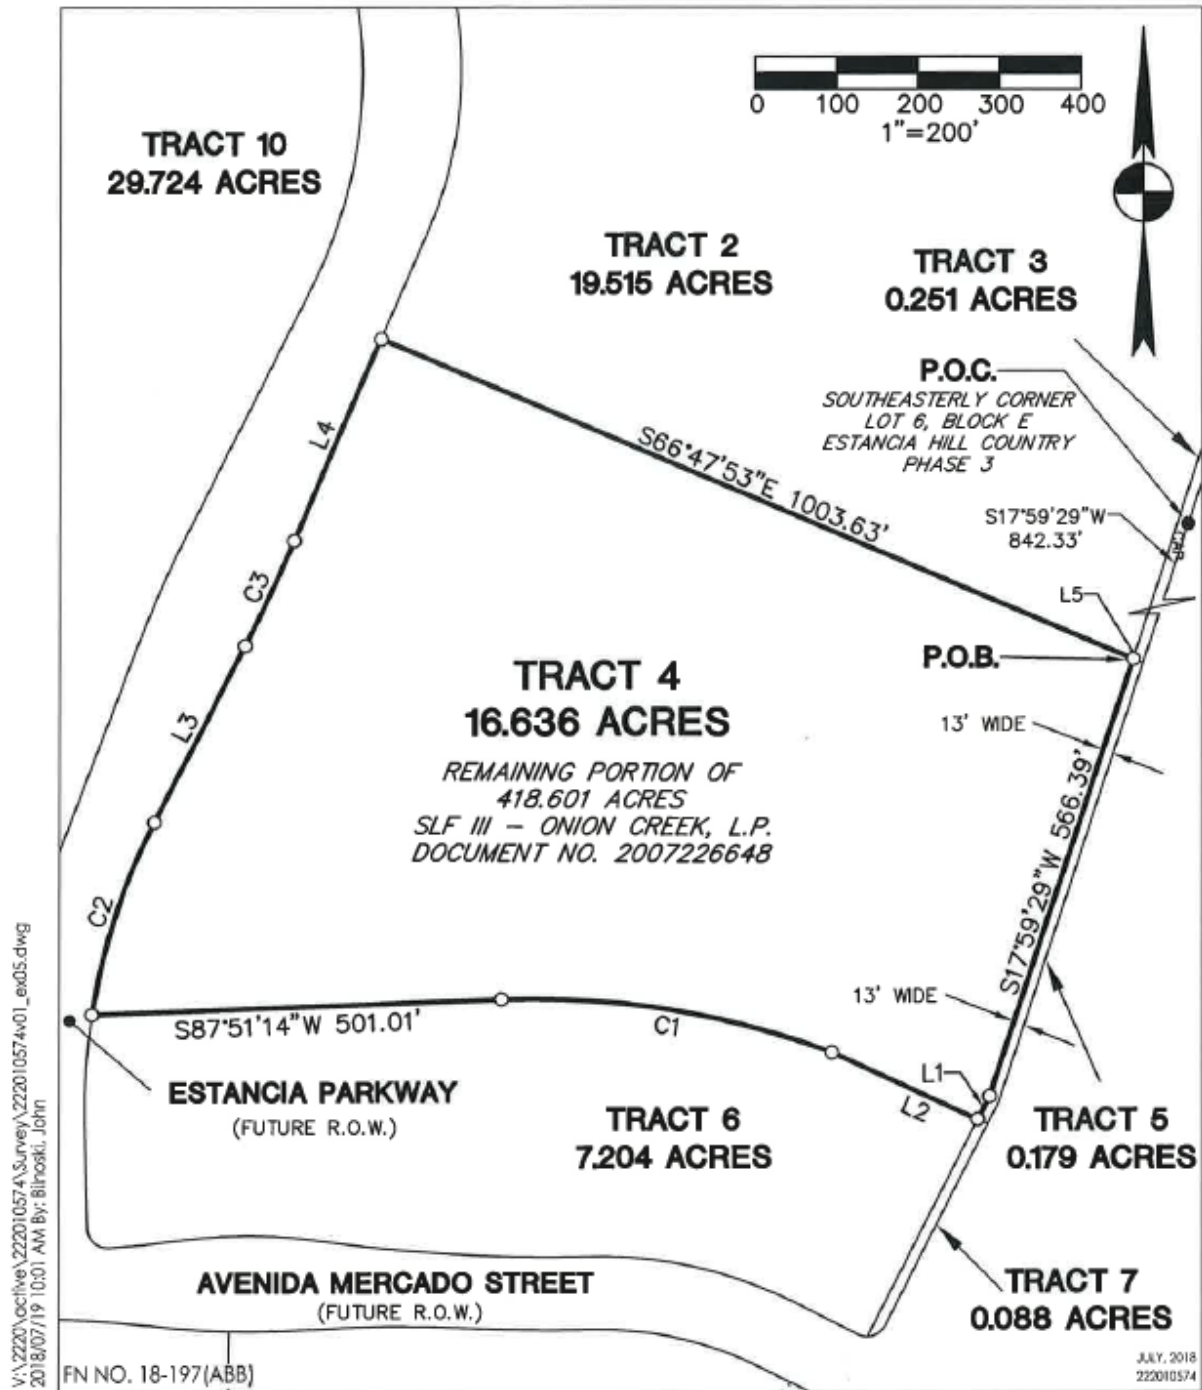 0 100 200 300 400
1"=200'
TRACT 10
29.724 ACRES
TRACT 2
19.515 ACRES
TRACT 3
0.251 ACRES
P.O.C.
SOUTHEASTERLY CORNER
LOT 6, BLOCK E
ESTANCIA HILL COUNTRY
PHASE 3
L4
S66°47'53"E 1003.63'
S17°59'29"W
842.33'
C3
L5
P.O.B.
TRACT 4
16.636 ACRES
13' WIDE
L3
REMAINING PORTION OF
418.601 ACRES
SLF III – ONION CREEK, L.P.
DOCUMENT NO. 2007226648
S17°59'29"W 566.39'
C2
13' WIDE
S87°51'14"W 501.01'
C1
L1
L2
ESTANCIA PARKWAY
(FUTURE R.O.W.)
TRACT 6
7.204 ACRES
TRACT 5
0.179 ACRES
AVENIDA MERCADO STREET
(FUTURE R.O.W.)
TRACT 7
0.088 ACRES
FN NO. 18-197(ABB)
JULY, 2018
222010574
V:\2220\active\222010574\Survey\222010574v01_ex05.dwg
2018/07/19 10:01 AM By: Bilnoski, John